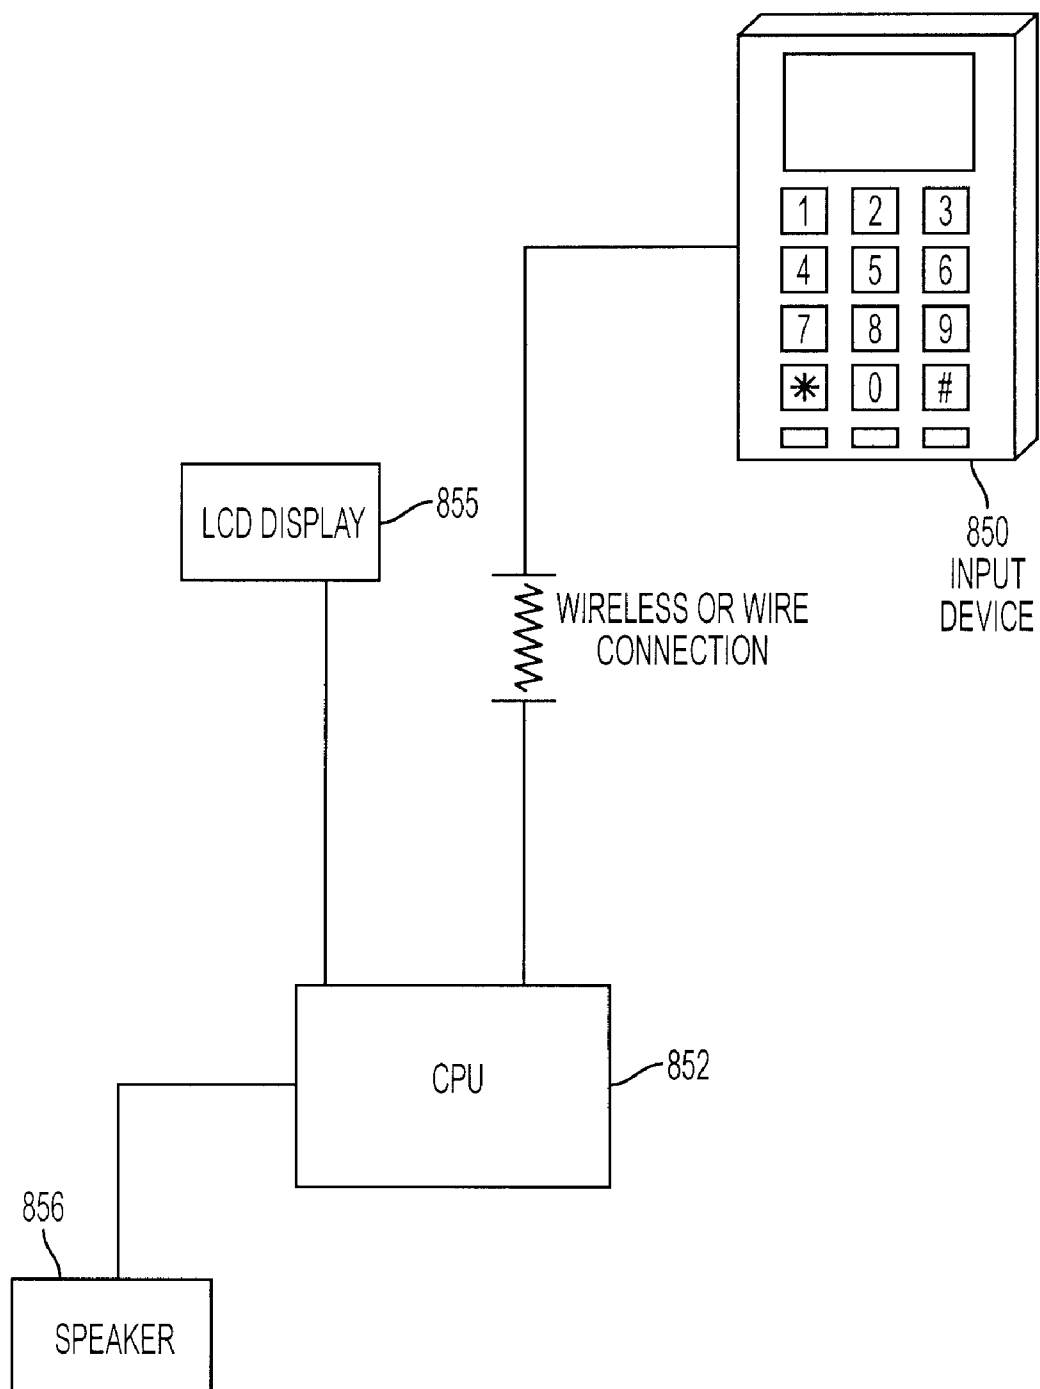 1 2 3
4 5 6
7 8 9
* 0 #
850
INPUT
DEVICE
LCD DISPLAY
855
WIRELESS OR WIRE
CONNECTION
CPU
852
856
SPEAKER